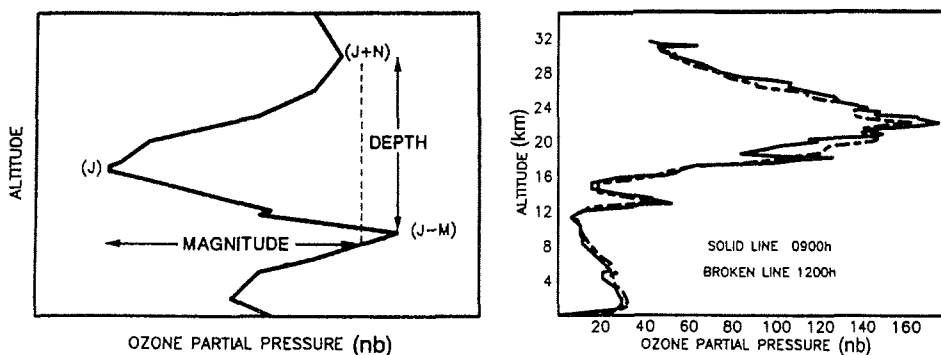 (J+N)
DEPTH
(J)
(J-M)
MAGNITUDE
ALTITUDE
OZONE PARTIAL PRESSURE (nb)
32
28
24
20
16
12
8
4
ALTITUDE (km)
SOLID LINE 0900h
BROKEN LINE 1200h
20 40 60 80 100 120 140 160
OZONE PARTIAL PRESSURE (nb)